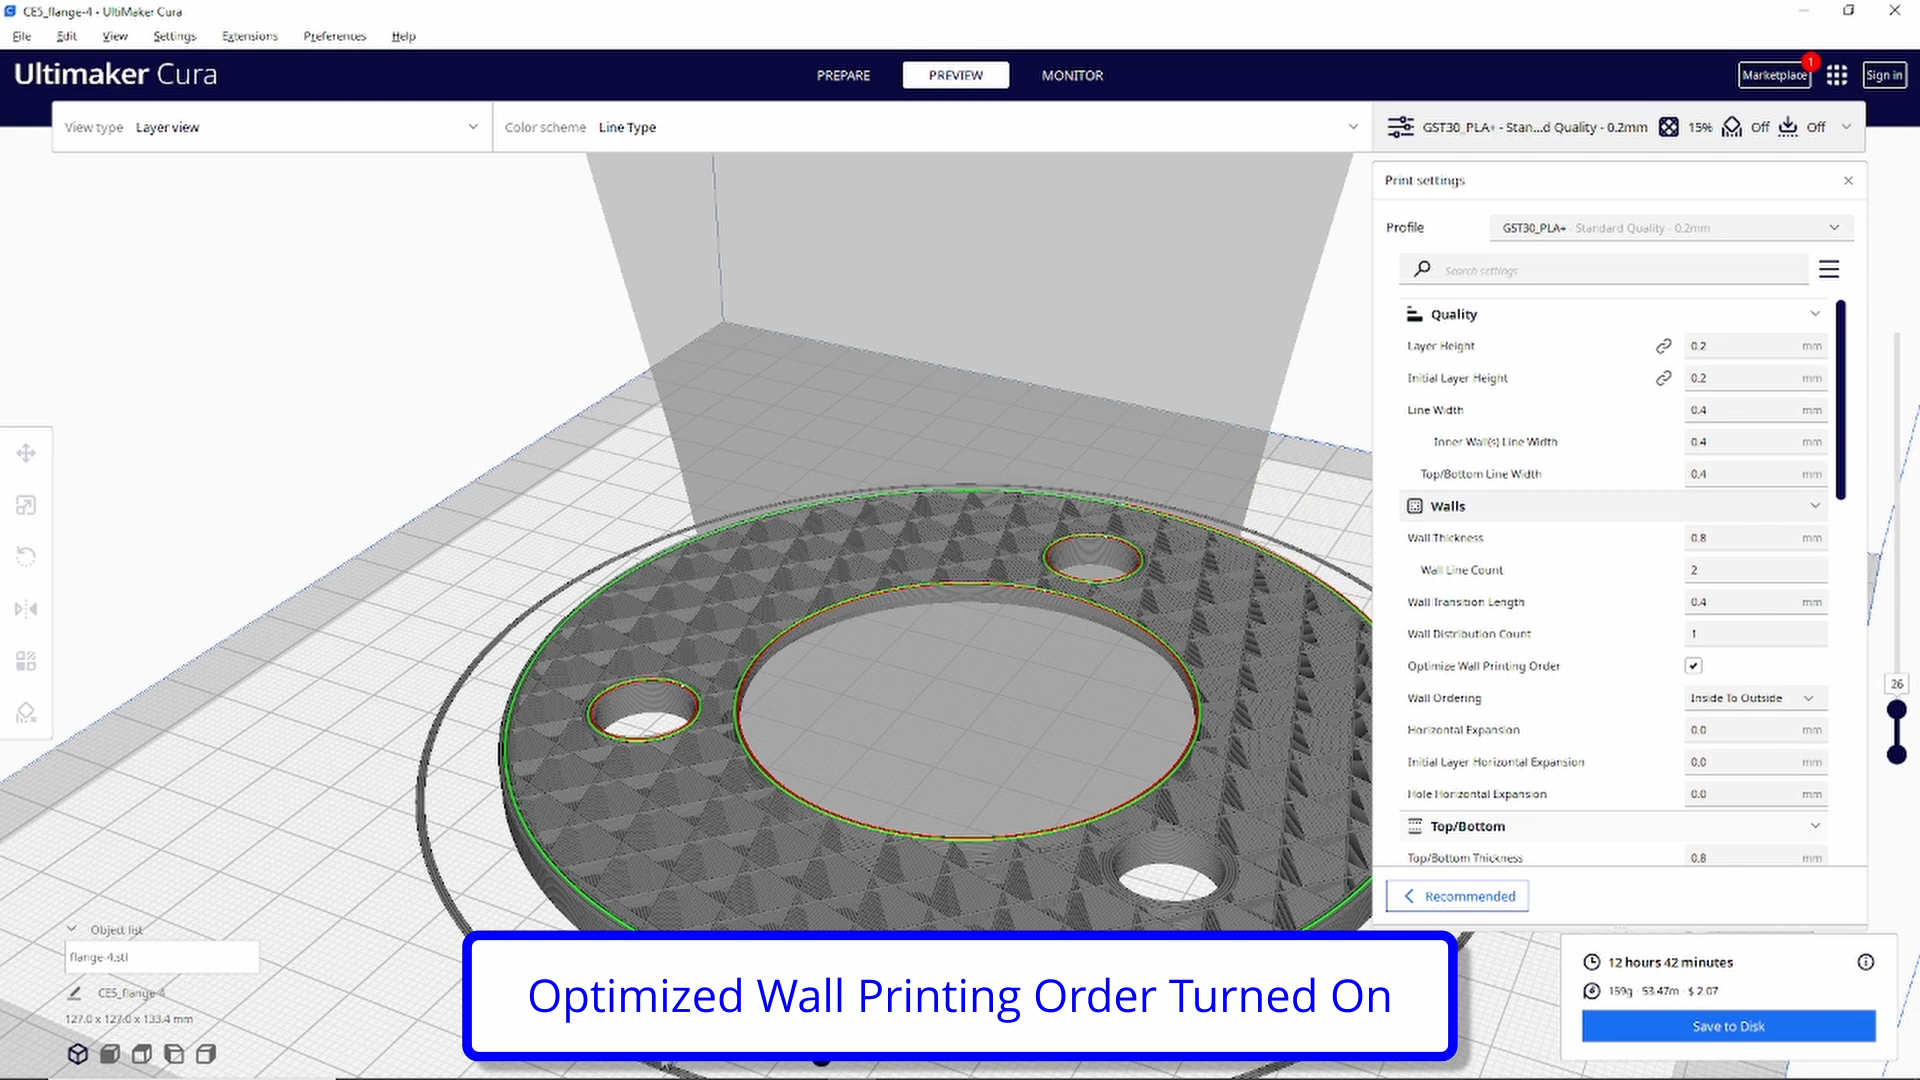 CE5_flange-4 - UltiMaker Cura
File Edit View Settings Extensions Preferences Help
Ultimaker Cura
PREPARE PREVIEW MONITOR
Marketplace 1 Sign in
View type Layer view
Color scheme Line Type
GST30_PLA+ - Stan...d Quality - 0.2mm 15% Off Off
Print settings
Profile GST30_PLA+ - Standard Quality - 0.2mm
Search settings
Quality
Layer Height 0.2 mm
Initial Layer Height 0.2 mm
Line Width 0.4 mm
Inner Wall(s) Line Width 0.4 mm
Top/Bottom Line Width 0.4 mm
Walls
Wall Thickness 0.8 mm
Wall Line Count 2
Wall Transition Length 0.4 mm
Wall Distribution Count 1
Optimize Wall Printing Order
Wall Ordering Inside To Outside
Horizontal Expansion 0.0 mm
Initial Layer Horizontal Expansion 0.0 mm
Hole Horizontal Expansion 0.0 mm
Top/Bottom
Top/Bottom Thickness 0.8 mm
Recommended
26
Object list
flange-4.stl
CE5_flange-4
127.0 x 127.0 x 133.4 mm
Optimized Wall Printing Order Turned On
12 hours 42 minutes
159g · 53.47m · $ 2.07
Save to Disk